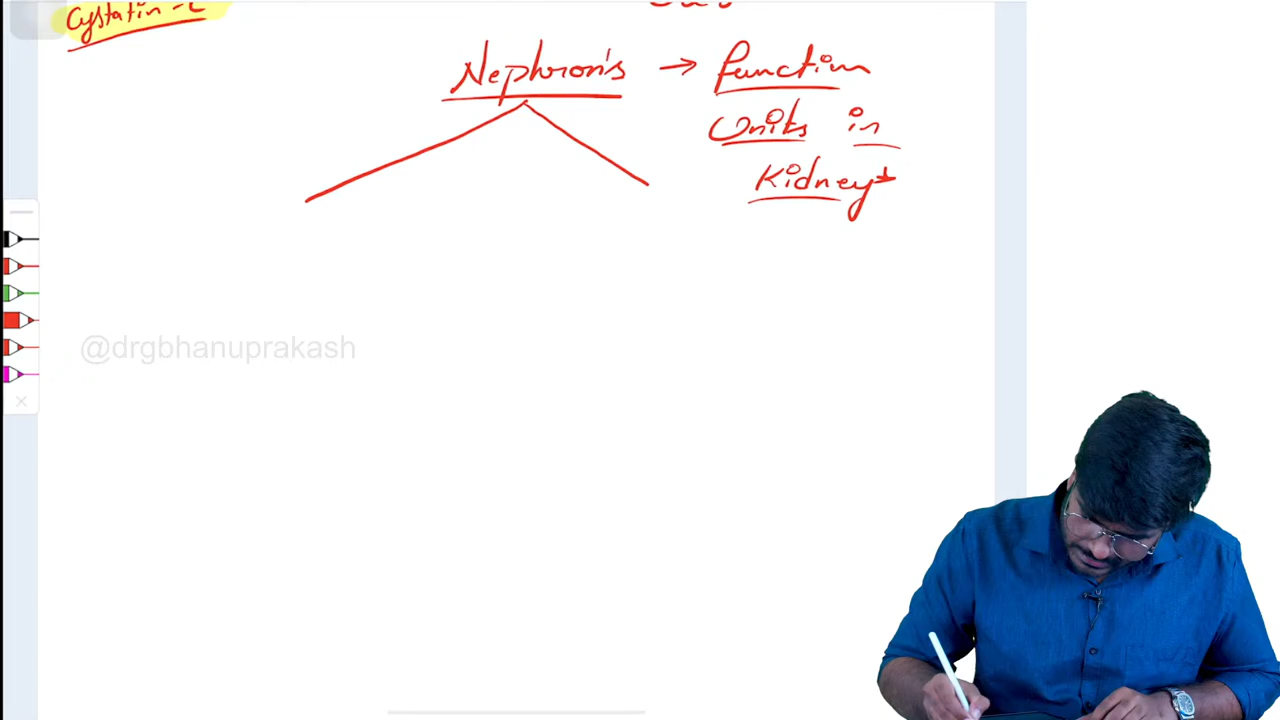 Cystatin-C
Nephron's → function
Units in
Kidney*
@drgbhanuprakash